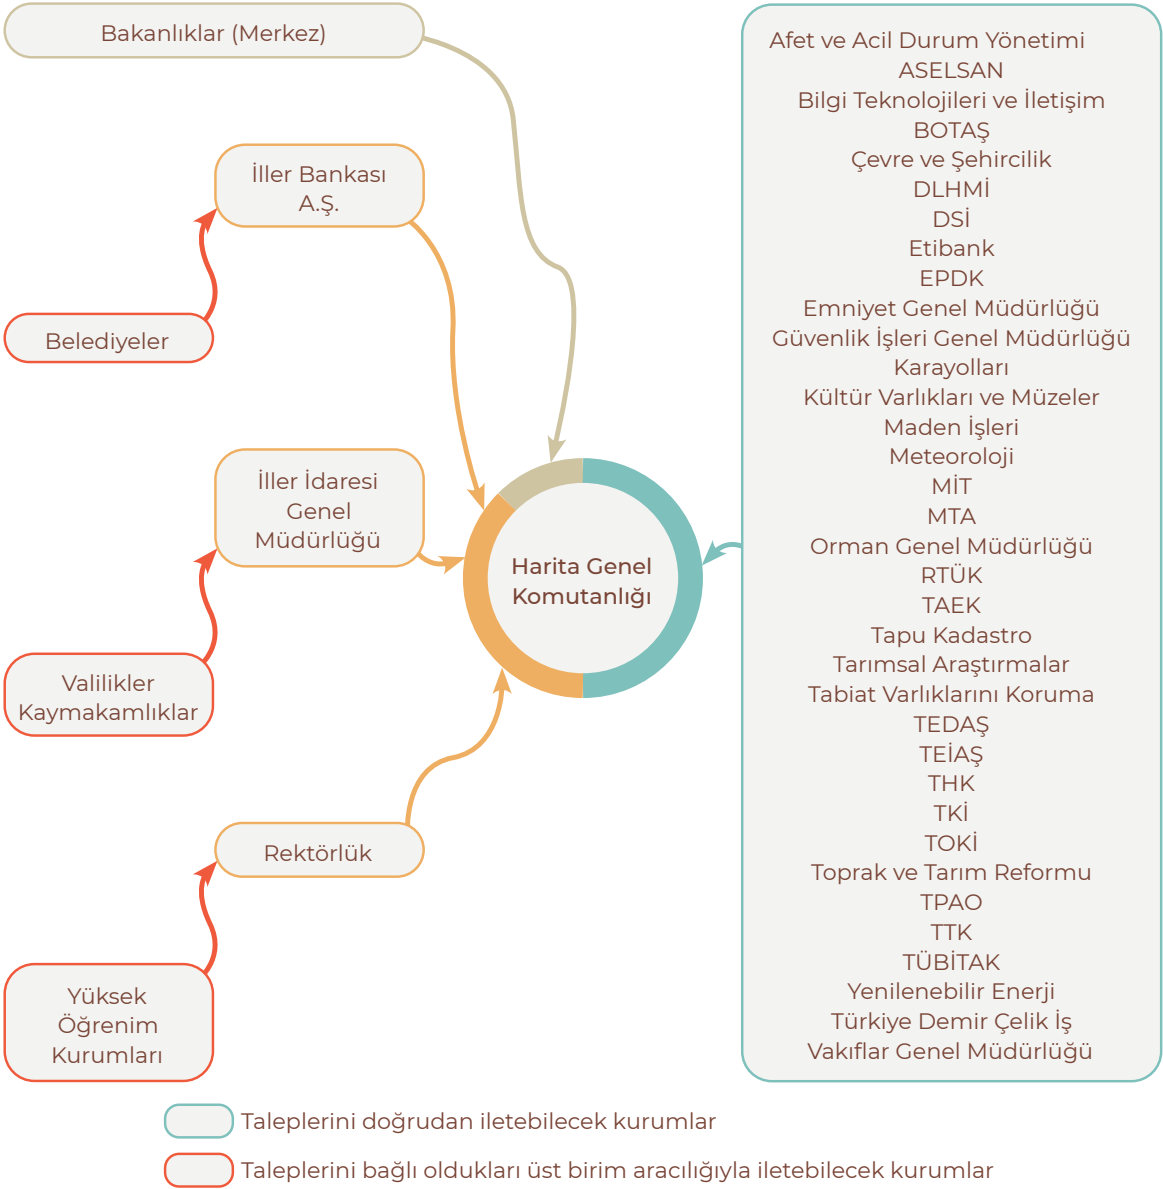 Bakanlıklar (Merkez)
İller Bankası
A.Ş.
Belediyeler
İller İdaresi
Genel
Müdürlüğü
Valilikler
Kaymakamlıklar
Rektörlük
Yüksek
Öğrenim
Kurumları
Harita Genel
Komutanlığı
Afet ve Acil Durum Yönetimi
ASELSAN
Bilgi Teknolojileri ve İletişim
BOTAŞ
Çevre ve Şehircilik
DLHMİ
DSİ
Etibank
EPDK
Emniyet Genel Müdürlüğü
Güvenlik İşleri Genel Müdürlüğü
Karayolları
Kültür Varlıkları ve Müzeler
Maden İşleri
Meteoroloji
MİT
MTA
Orman Genel Müdürlüğü
RTÜK
TAEK
Tapu Kadastro
Tarımsal Araştırmalar
Tabiat Varlıklarını Koruma
TEDAŞ
TEİAŞ
THK
TKİ
TOKİ
Toprak ve Tarım Reformu
TPAO
TTK
TÜBİTAK
Yenilenebilir Enerji
Türkiye Demir Çelik İş
Vakıflar Genel Müdürlüğü
Taleplerini doğrudan iletebilecek kurumlar
Taleplerini bağlı oldukları üst birim aracılığıyla iletebilecek kurumlar